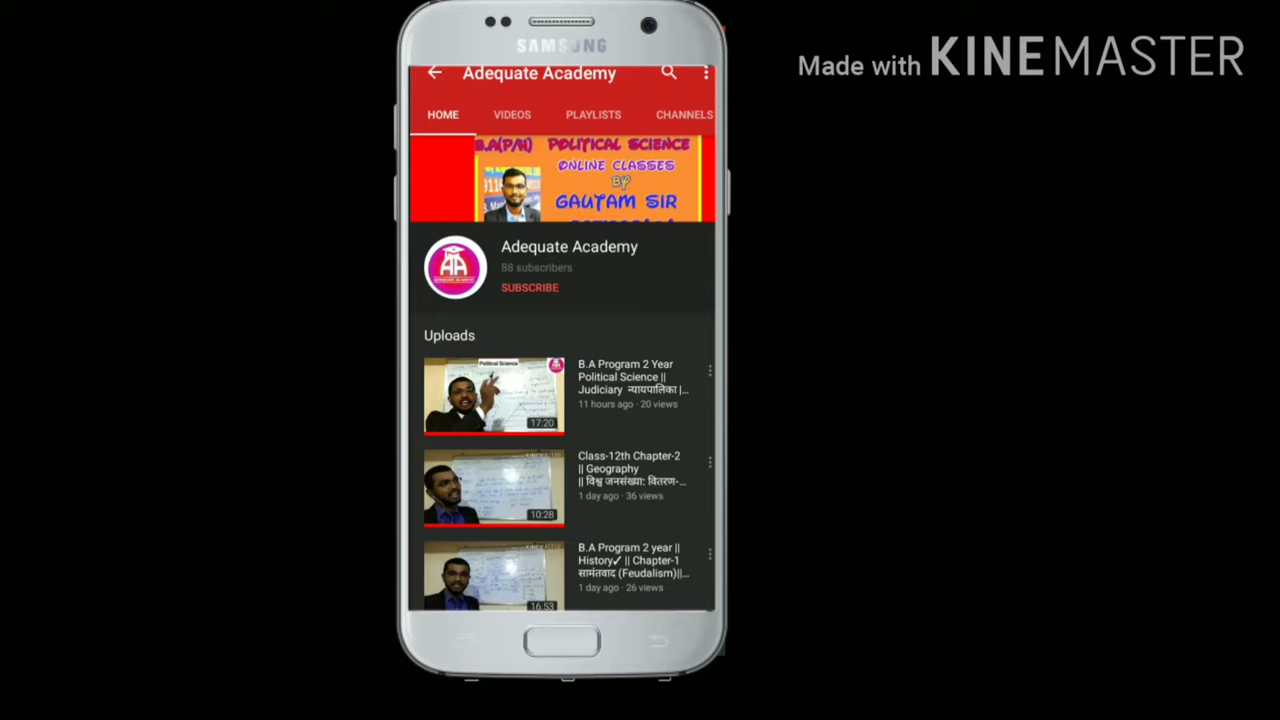 Made with KINEMASTER
SAMSUNG
Adequate Academy
HOME VIDEOS PLAYLISTS CHANNELS
B.A(P/H) POLITICAL SCIENCE
ONLINE CLASSES
BY
GAUTAM SIR
Adequate Academy
88 subscribers
SUBSCRIBE
Uploads
Political Science
17:20
B.A Program 2 Year
Political Science ||
Judiciary न्यायपालिका |...
11 hours ago · 20 views
10:28
Class-12th Chapter-2
|| Geography
|| विश्व जनसंख्या: वितरण-...
1 day ago · 36 views
16:53
B.A Program 2 year ||
History✓ || Chapter-1
सामंतवाद (Feudalism)||...
1 day ago · 26 views